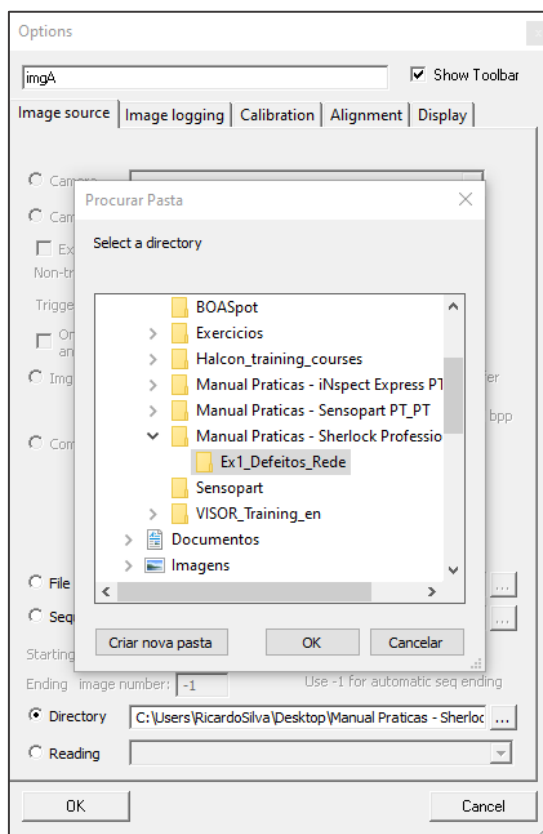 Options
imgA
Show Toolbar
Image source
Image logging
Calibration
Alignment
Display
Procurar Pasta
Select a directory
BOASpot
Exercicios
Halcon_training_courses
Manual Praticas - iNspect Express PT
Manual Praticas - Sensopart PT_PT
Manual Praticas - Sherlock Professio
Ex1_Defeitos_Rede
Sensopart
VISOR_Training_en
Documentos
Imagens
Criar nova pasta
OK
Cancelar
bpp
File
...
...
Starting
Ending image number: -1
Use -1 for automatic seq ending
Directory
C:\Users\RicardoSilva\Desktop\Manual Praticas - Sherloc
...
Reading
OK
Cancel